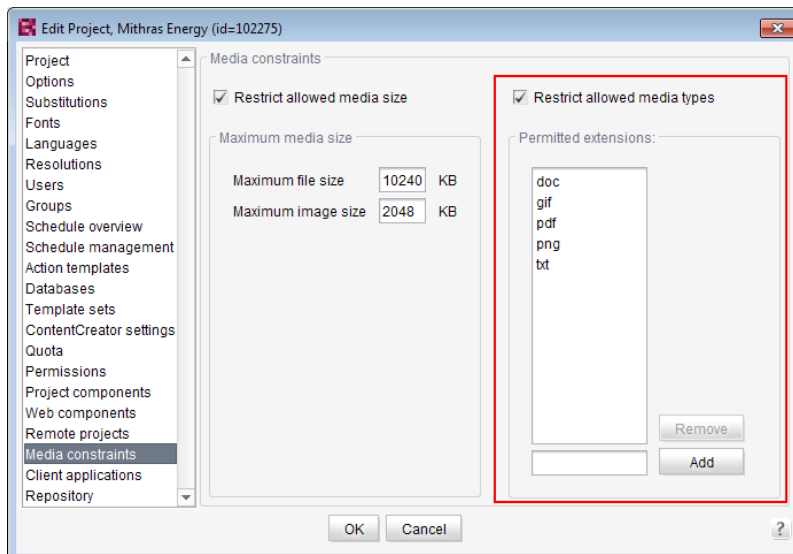 Edit Project, Mithras Energy (id=102275)
Project
Options
Substitutions
Fonts
Languages
Resolutions
Users
Groups
Schedule overview
Schedule management
Action templates
Databases
Template sets
ContentCreator settings
Quota
Permissions
Project components
Web components
Remote projects
Media constraints
Client applications
Repository
Media constraints
Restrict allowed media size
Maximum media size
Maximum file size 10240 KB
Maximum image size 2048 KB
Restrict allowed media types
Permitted extensions:
doc
gif
pdf
png
txt
Remove
Add
OK Cancel
?